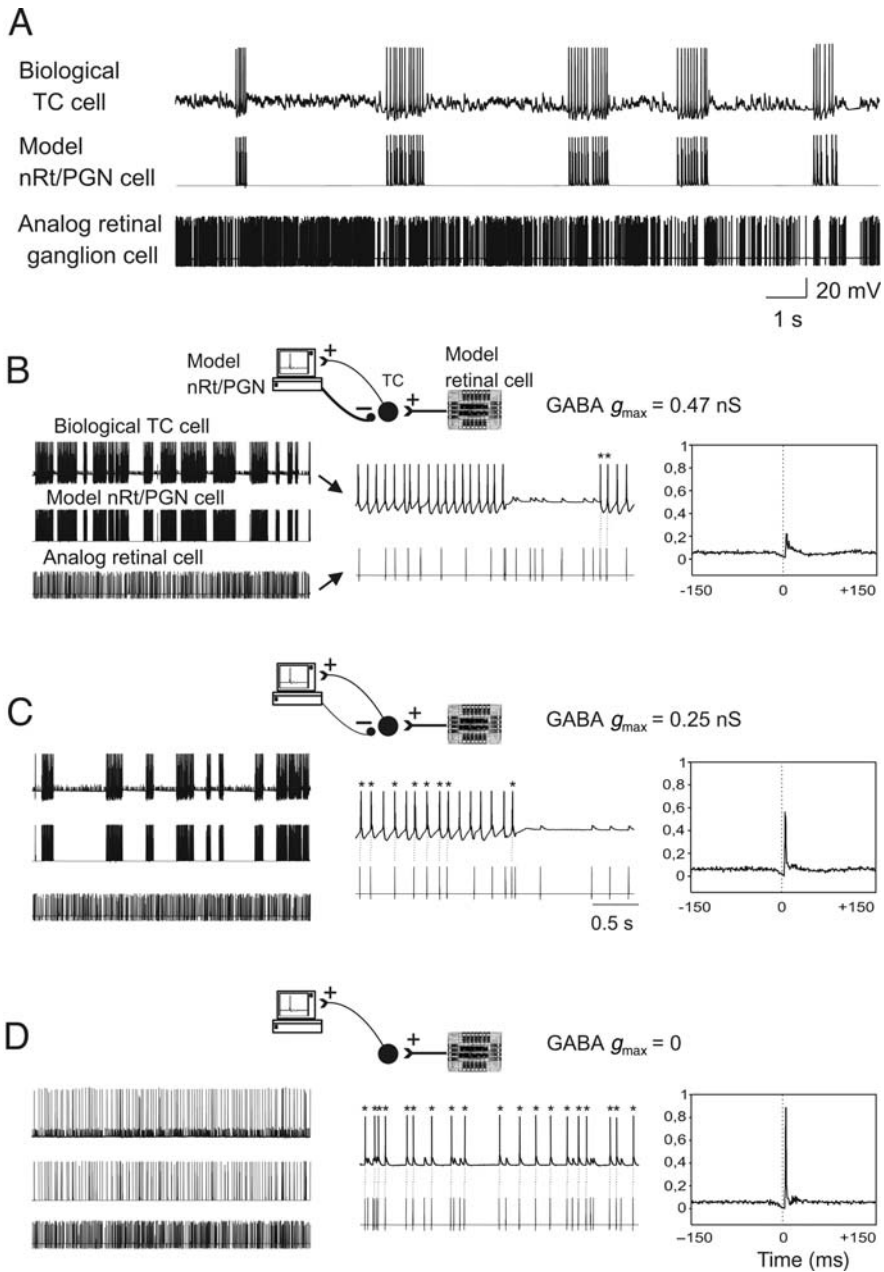 A
Biological
TC cell
Model
nRt/PGN cell
Analog retinal
ganglion cell
20 mV
1 s
B
Model
nRt/PGN
+
−
TC
+
Model
retinal cell
GABA gmax = 0.47 nS
Biological TC cell
Model nRt/PGN cell
Analog retinal cell
**
1
0,8
0,6
0,4
0,2
0
-150
0
+150
C
+
−
+
GABA gmax = 0.25 nS
* * * * * * * *
0.5 s
1
0,8
0,6
0,4
0,2
0
-150
0
+150
D
+
+
GABA gmax = 0
* *** ** * * * * * * * * * * * * *
1
0,8
0,6
0,4
0,2
0
−150
0
+150
Time (ms)